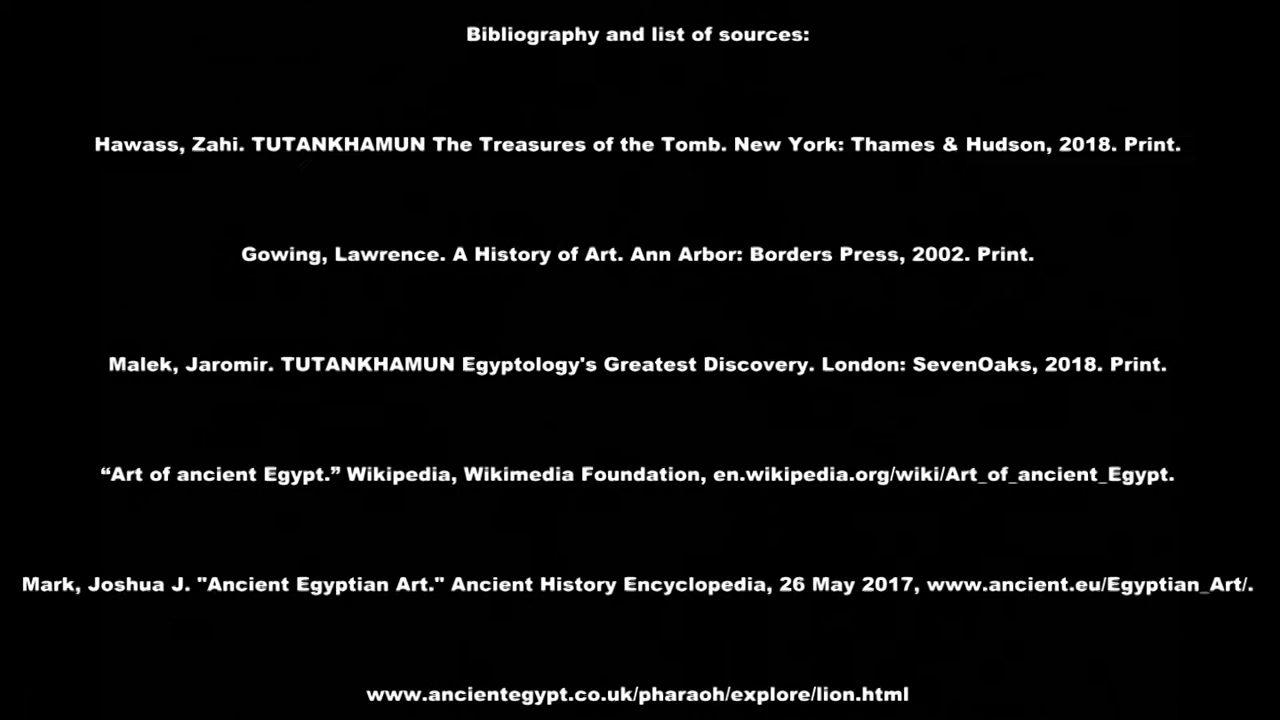 Bibliography and list of sources:
Hawass, Zahi. TUTANKHAMUN The Treasures of the Tomb. New York: Thames & Hudson, 2018. Print.
Gowing, Lawrence. A History of Art. Ann Arbor: Borders Press, 2002. Print.
Malek, Jaromir. TUTANKHAMUN Egyptology's Greatest Discovery. London: SevenOaks, 2018. Print.
“Art of ancient Egypt.” Wikipedia, Wikimedia Foundation, en.wikipedia.org/wiki/Art_of_ancient_Egypt.
Mark, Joshua J. "Ancient Egyptian Art." Ancient History Encyclopedia, 26 May 2017, www.ancient.eu/Egyptian_Art/.
www.ancientegypt.co.uk/pharaoh/explore/lion.html